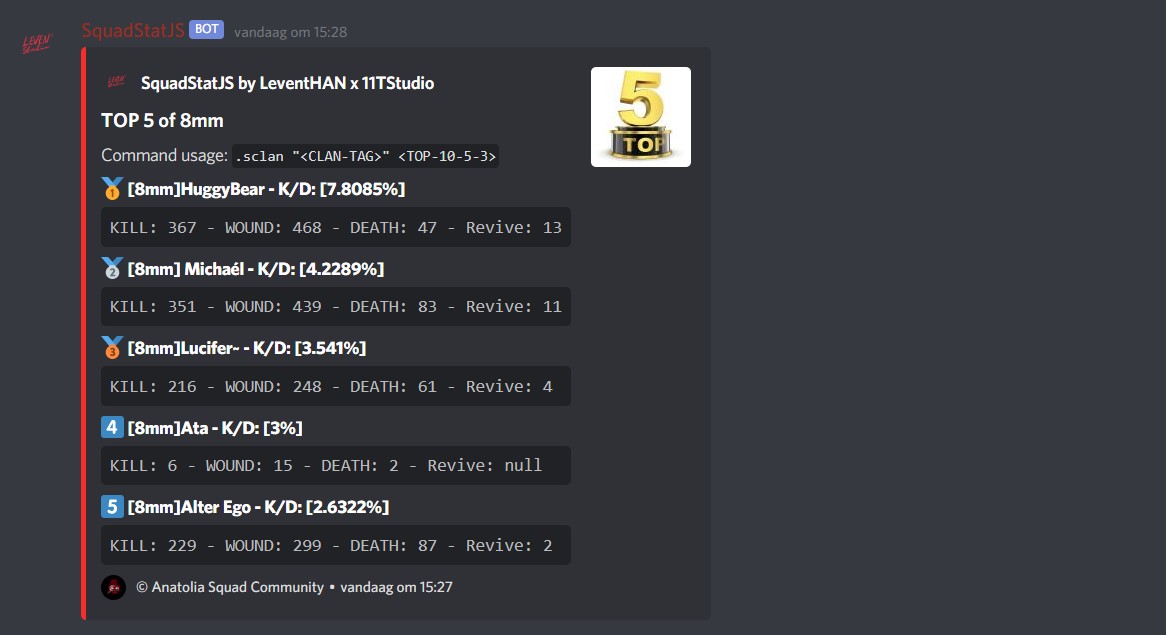 SquadStatJS BOT vandaag om 15:28
SquadStatJS by LeventHAN x 11TStudio
TOP 5 of 8mm
Command usage: .sclan "<CLAN-TAG>" <TOP-10-5-3>
1 [8mm]HuggyBear - K/D: [7.8085%]
KILL: 367 - WOUND: 468 - DEATH: 47 - Revive: 13
2 [8mm] Michaél - K/D: [4.2289%]
KILL: 351 - WOUND: 439 - DEATH: 83 - Revive: 11
3 [8mm]Lucifer~ - K/D: [3.541%]
KILL: 216 - WOUND: 248 - DEATH: 61 - Revive: 4
4 [8mm]Ata - K/D: [3%]
KILL: 6 - WOUND: 15 - DEATH: 2 - Revive: null
5 [8mm]Alter Ego - K/D: [2.6322%]
KILL: 229 - WOUND: 299 - DEATH: 87 - Revive: 2
© Anatolia Squad Community • vandaag om 15:27
5
TOP